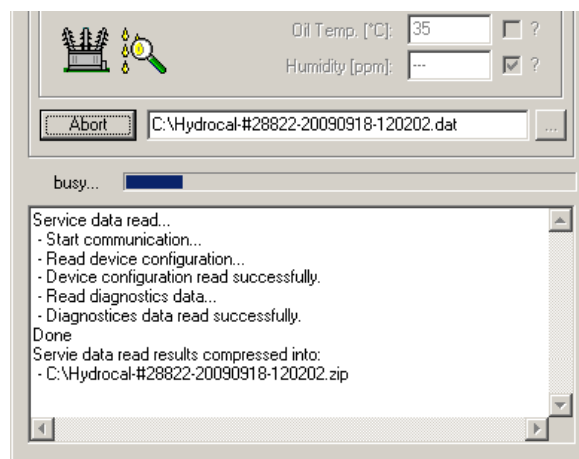 Oil Temp. [°C]: 35 ?
Humidity [ppm]: --- ?
Abort C:\Hydrocal-#28822-20090918-120202.dat ...
busy...
Service data read...
- Start communication...
- Read device configuration...
- Device configuration read successfully.
- Read diagnostics data...
- Diagnostices data read successfully.
Done
Servie data read results compressed into:
- C:\Hydrocal-#28822-20090918-120202.zip